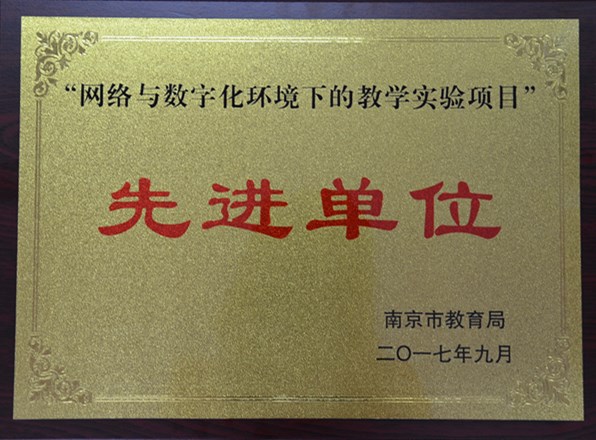 “网络与数字化环境下的教学实验项目”
先进单位
南京市教育局
二〇一七年九月